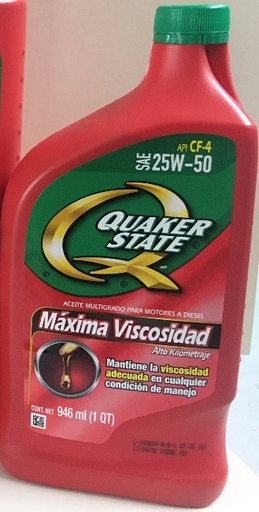 API CF-4
SAE 25W-50
QUAKER
STATE
ACEITE MULTIGRADO PARA MOTORES A DIESEL
Máxima Viscosidad
Alto Kilometraje
Mantiene la viscosidad
adecuada en cualquier
condición de manejo
CONT. NET. 946 ml (1 QT)